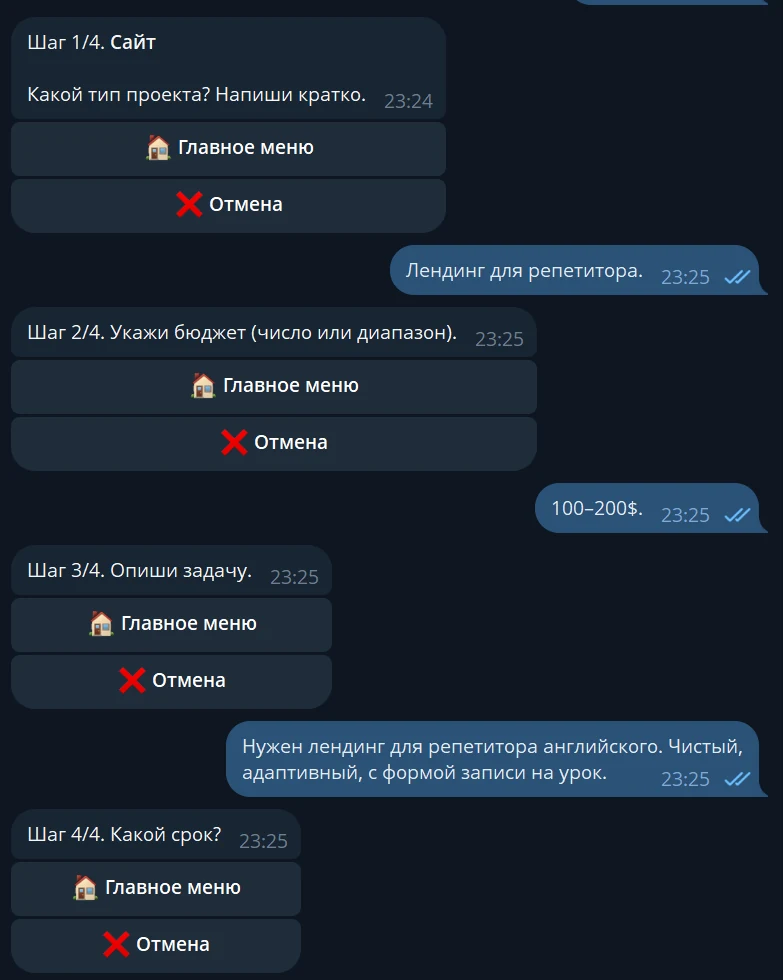 Шаг 1/4. Сайт
Какой тип проекта? Напиши кратко. 23:24
🏠 Главное меню
❌ Отмена
Лендинг для репетитора. 23:25
Шаг 2/4. Укажи бюджет (число или диапазон). 23:25
🏠 Главное меню
❌ Отмена
100–200$. 23:25
Шаг 3/4. Опиши задачу. 23:25
🏠 Главное меню
❌ Отмена
Нужен лендинг для репетитора английского. Чистый,
адаптивный, с формой записи на урок. 23:25
Шаг 4/4. Какой срок? 23:25
🏠 Главное меню
❌ Отмена